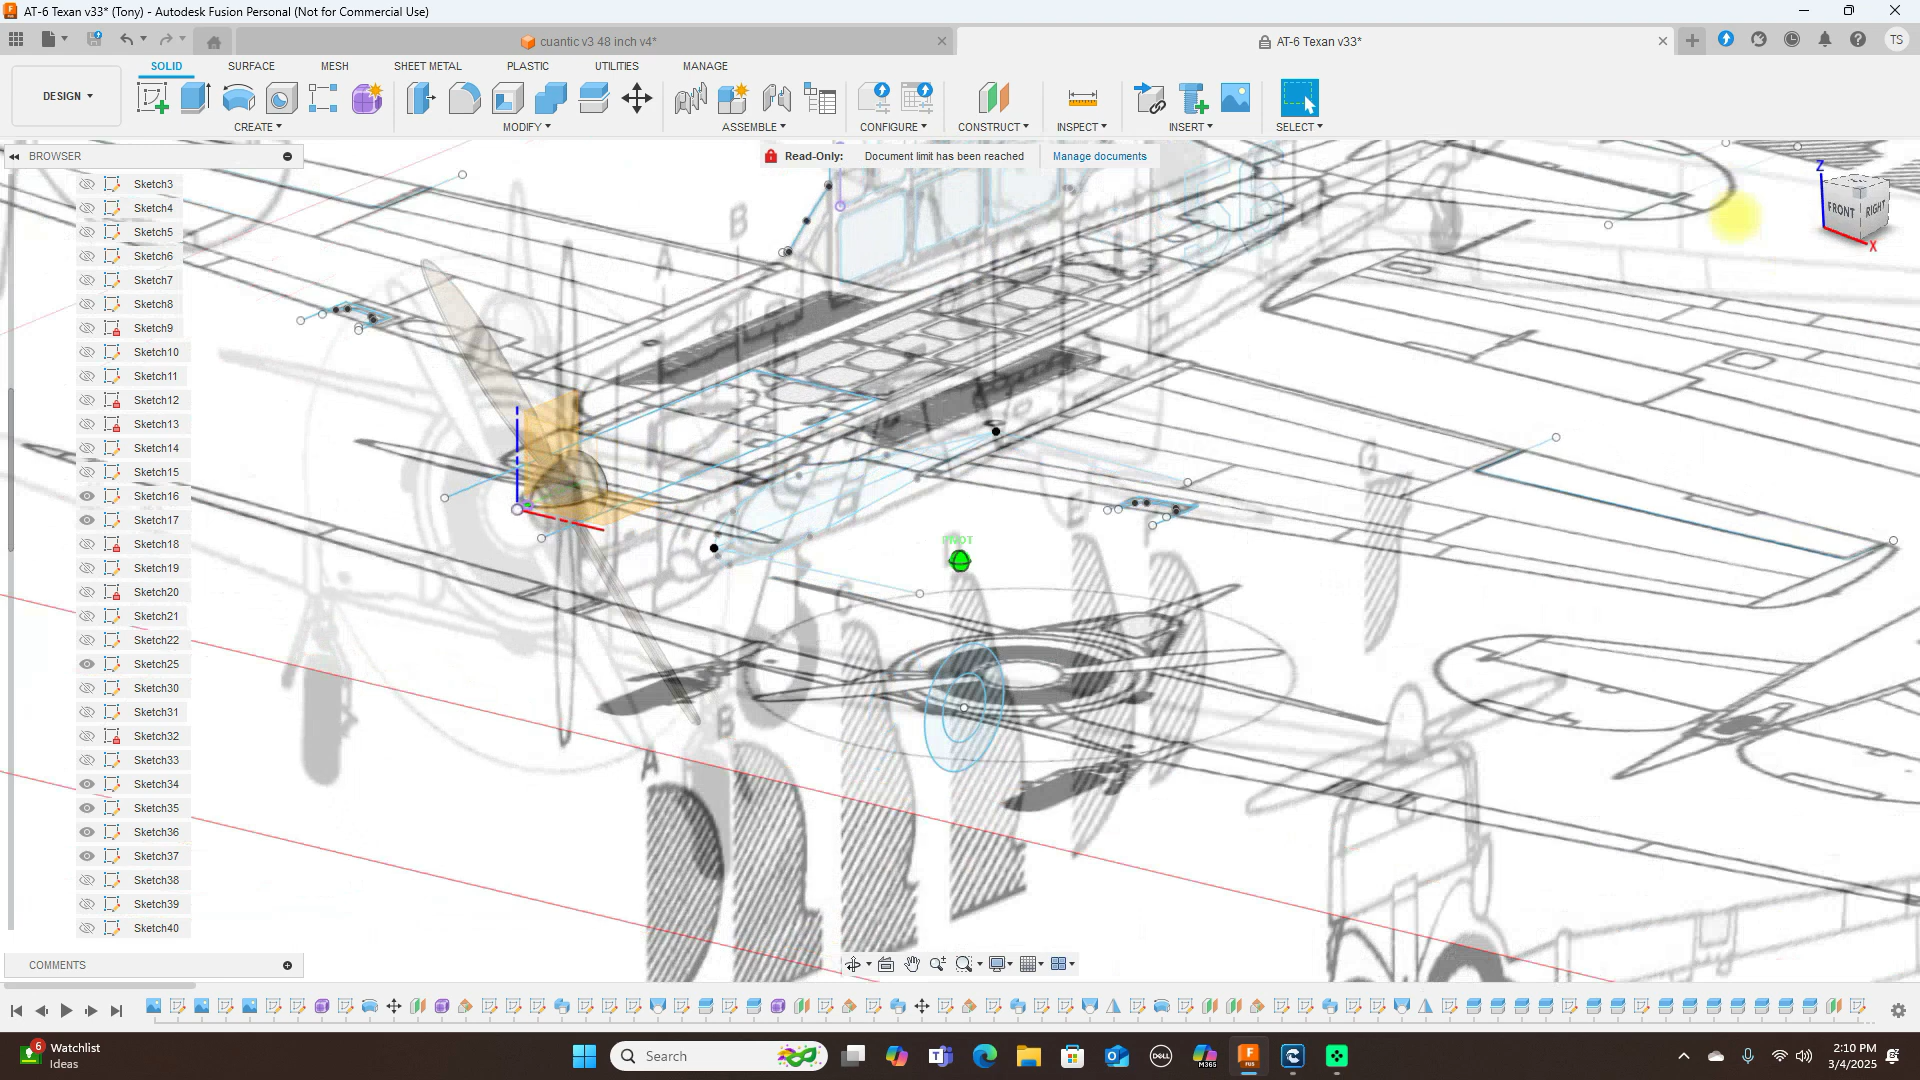 AT-6 Texan v33* (Tony) - Autodesk Fusion Personal (Not for Commercial Use)
cuantic v3 48 inch v4*
AT-6 Texan v33*
TS
DESIGN
SOLID
SURFACE
MESH
SHEET METAL
PLASTIC
UTILITIES
MANAGE
CREATE
MODIFY
ASSEMBLE
CONFIGURE
CONSTRUCT
INSPECT
INSERT
SELECT
BROWSER
Read-Only: Document limit has been reached Manage documents
Sketch3
Sketch4
Sketch5
Sketch6
Sketch7
Sketch8
Sketch9
Sketch10
Sketch11
Sketch12
Sketch13
Sketch14
Sketch15
Sketch16
Sketch17
Sketch18
Sketch19
Sketch20
Sketch21
Sketch22
Sketch25
Sketch30
Sketch31
Sketch32
Sketch33
Sketch34
Sketch35
Sketch36
Sketch37
Sketch38
Sketch39
Sketch40
Z
FRONT RIGHT
X
B
A
G
E
PIVOT
C
B
A
COMMENTS
6
Watchlist
Ideas
Search
DELL
M365
FUS
2:10 PM
3/4/2025